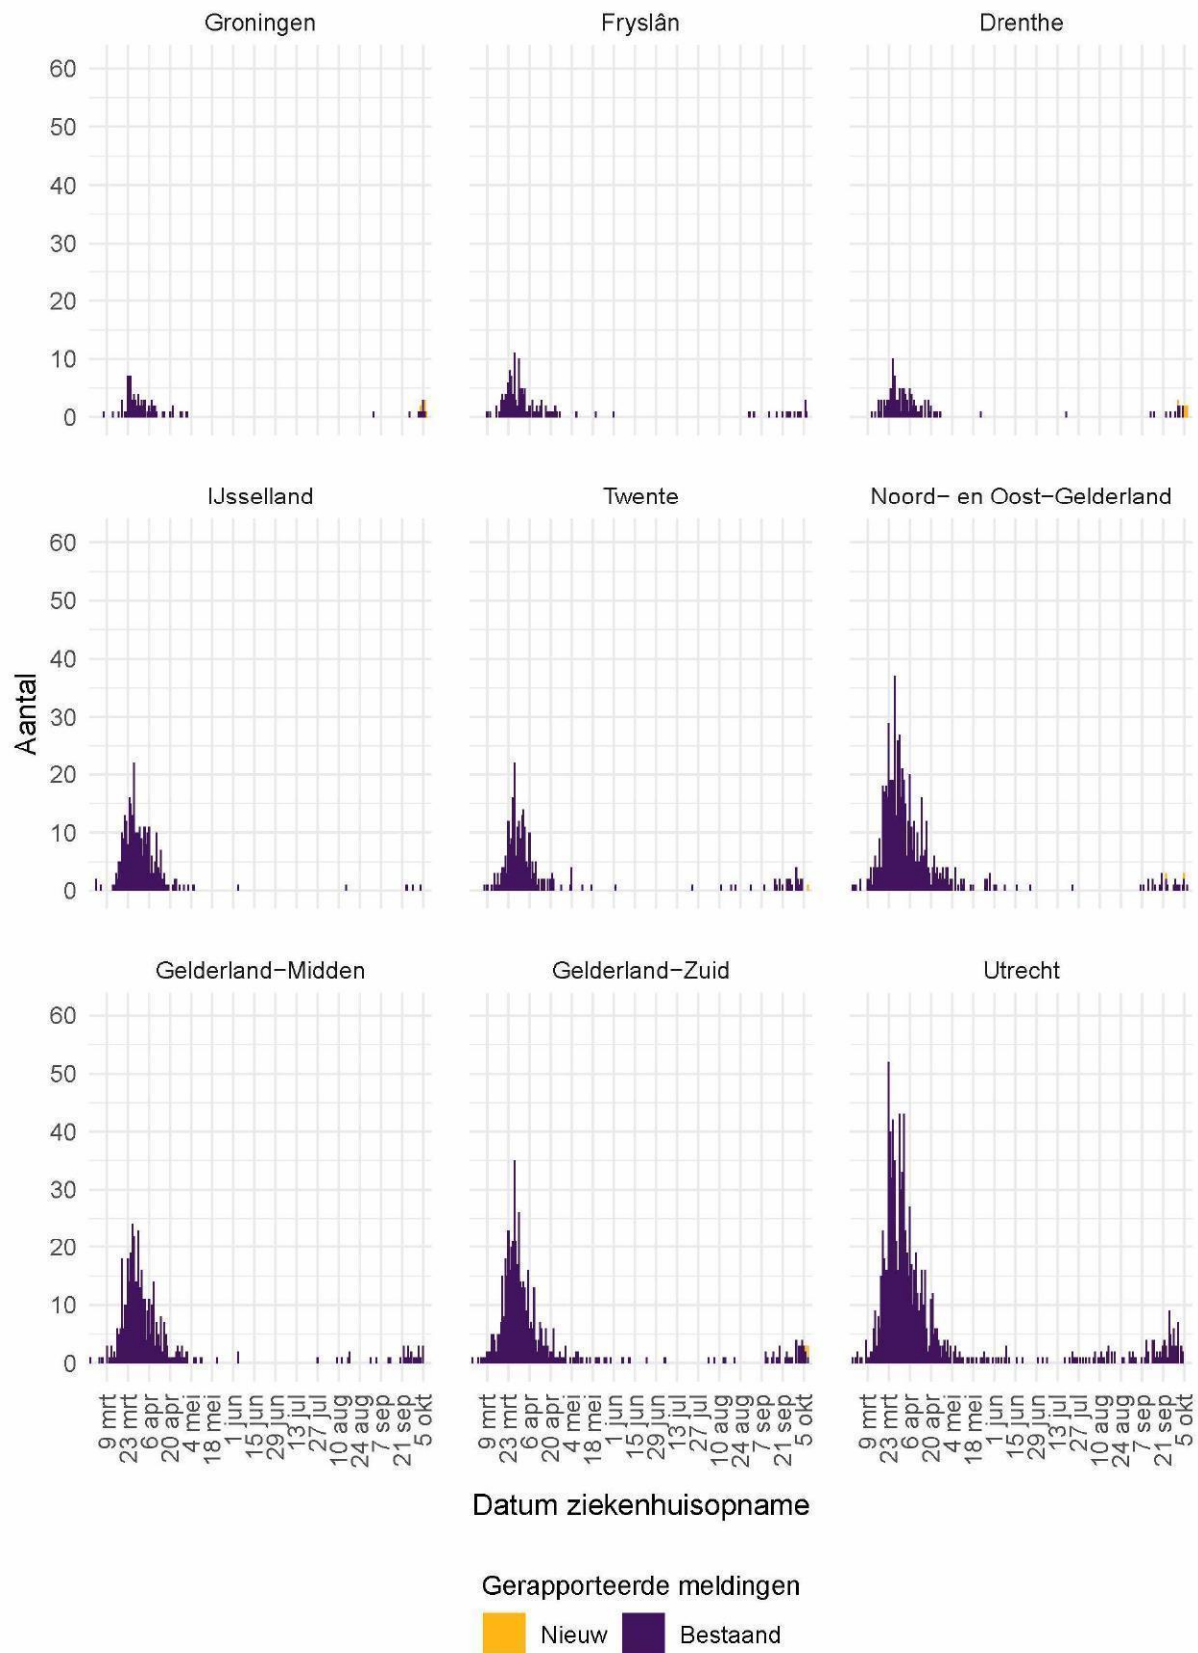 Groningen
Fryslân
Drenthe
60
50
40
30
20
10
0
IJsselland
Twente
Noord- en Oost-Gelderland
60
50
40
30
20
10
0
Aantal
Gelderland-Midden
Gelderland-Zuid
Utrecht
60
50
40
30
20
10
0
9 mrt
23 mrt
6 apr
20 apr
4 mei
18 mei
1 jun
15 jun
29 jun
13 jul
27 jul
10 aug
24 aug
7 sep
21 sep
5 okt
9 mrt
23 mrt
6 apr
20 apr
4 mei
18 mei
1 jun
15 jun
29 jun
13 jul
27 jul
10 aug
24 aug
7 sep
21 sep
5 okt
9 mrt
23 mrt
6 apr
20 apr
4 mei
18 mei
1 jun
15 jun
29 jun
13 jul
27 jul
10 aug
24 aug
7 sep
21 sep
5 okt
Datum ziekenhuisopname
Gerapporteerde meldingen
Nieuw Bestaand